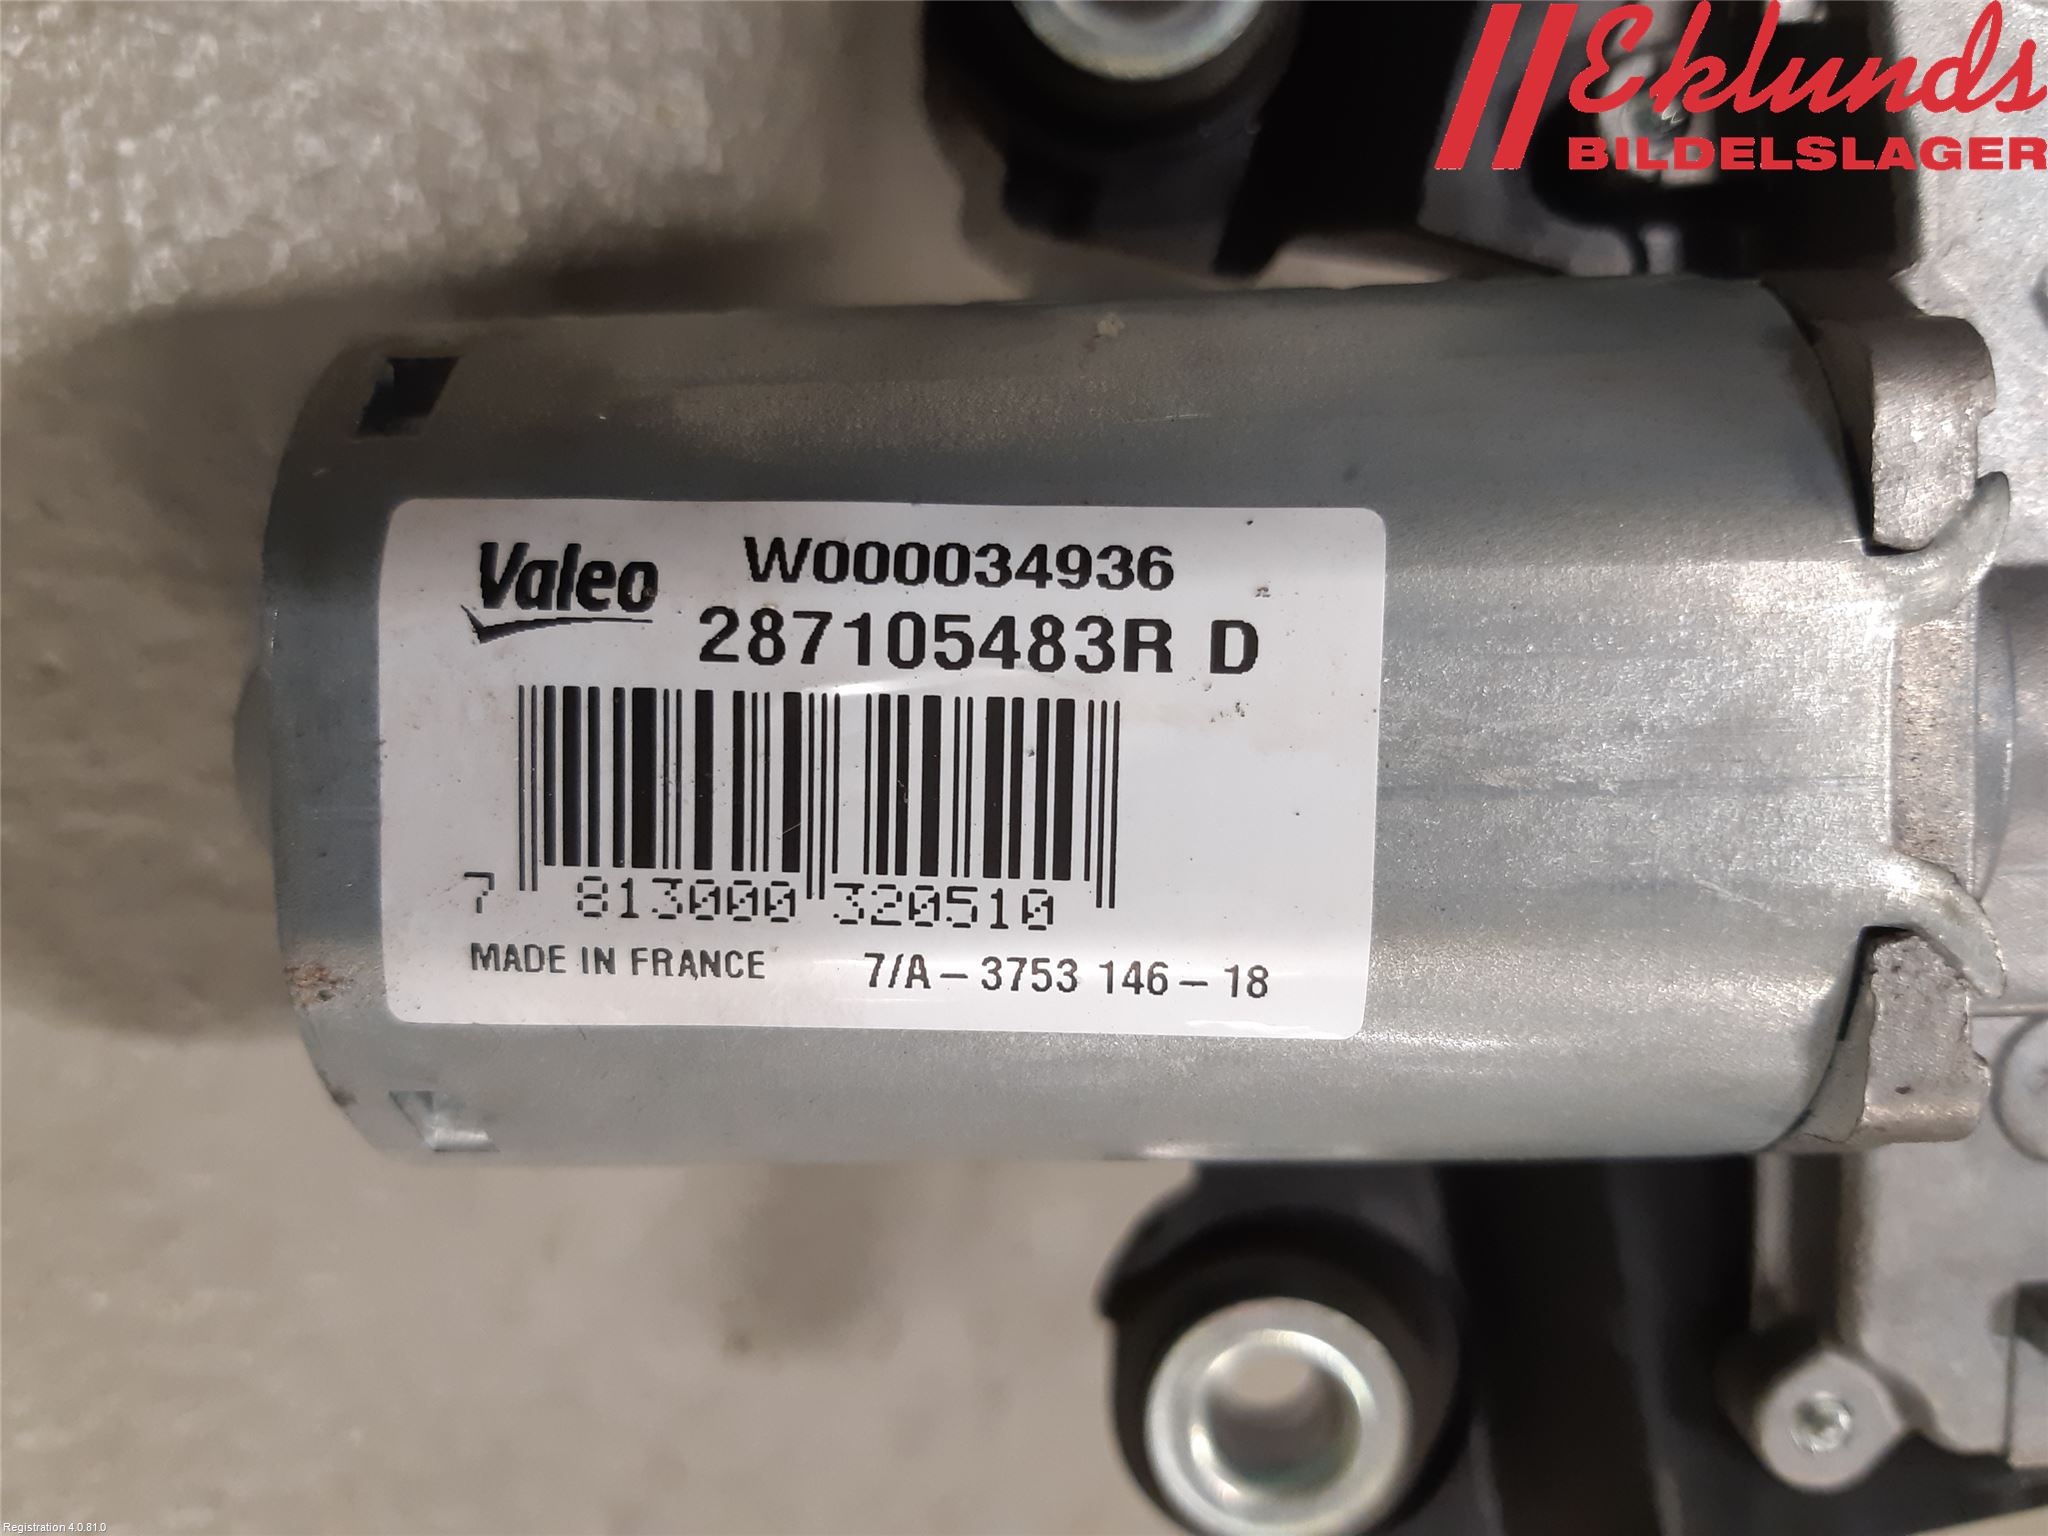 Eklunds
BILDELSLAGER
Valeo
W000034936
287105483R D
7 813000 320510
MADE IN FRANCE 7/A - 3753 146 - 18
Registration 4.0.81.0